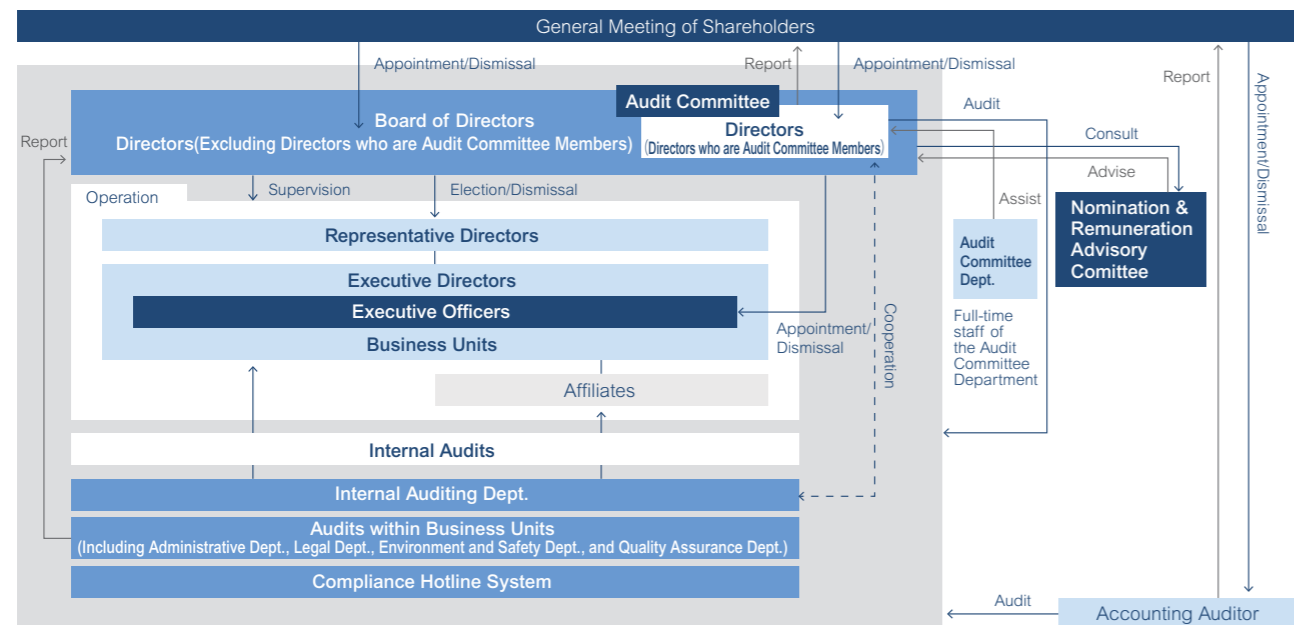 General Meeting of Shareholders
Appointment/Dismissal
Report
Appointment/Dismissal
Report
Appointment/Dismissal
Audit Committee
Audit
Board of Directors
Directors(Excluding Directors who are Audit Committee Members)
Directors
(Directors who are Audit Committee Members)
Report
Consult
Advise
Supervision
Election/Dismissal
Operation
Assist
Representative Directors
Nomination &
Remuneration
Advisory
Comittee
Audit
Committee
Dept.
Executive Directors
Executive Officers
Business Units
Appointment/
Dismissal
Cooperation
Full-time
staff of
the Audit
Committee
Department
Affiliates
Internal Audits
Internal Auditing Dept.
Audits within Business Units
(Including Administrative Dept., Legal Dept., Environment and Safety Dept., and Quality Assurance Dept.)
Compliance Hotline System
Audit
Accounting Auditor